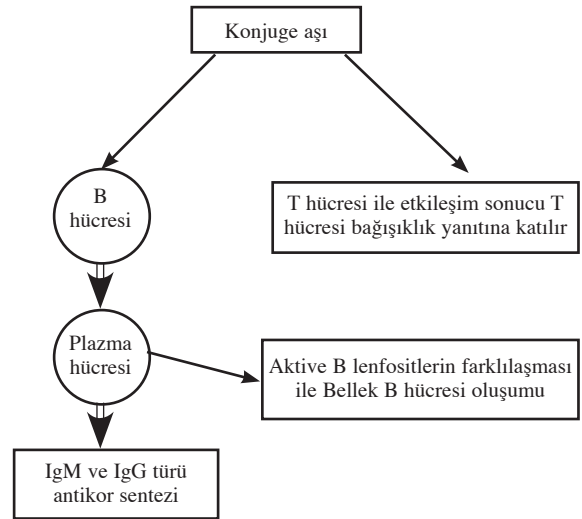 Konjuge aşı
B
hücresi
T hücresi ile etkileşim sonucu T
hücresi bağışıklık yanıtına katılır
Plazma
hücresi
Aktive B lenfositlerin farklılaşması
ile Bellek B hücresi oluşumu
IgM ve IgG türü
antikor sentezi